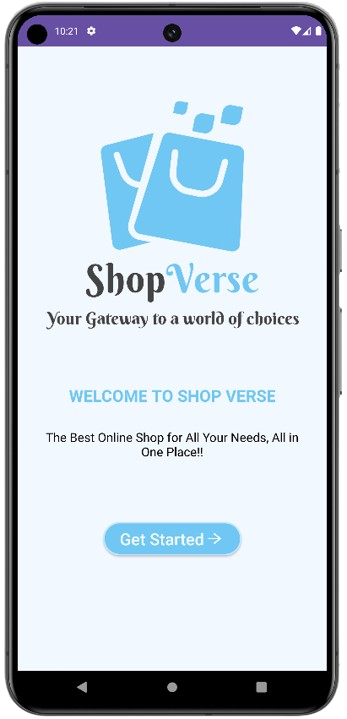 10:21
ShopVerse
Your Gateway to a world of choices
WELCOME TO SHOP VERSE
The Best Online Shop for All Your Needs, All in
One Place!!
Get Started →